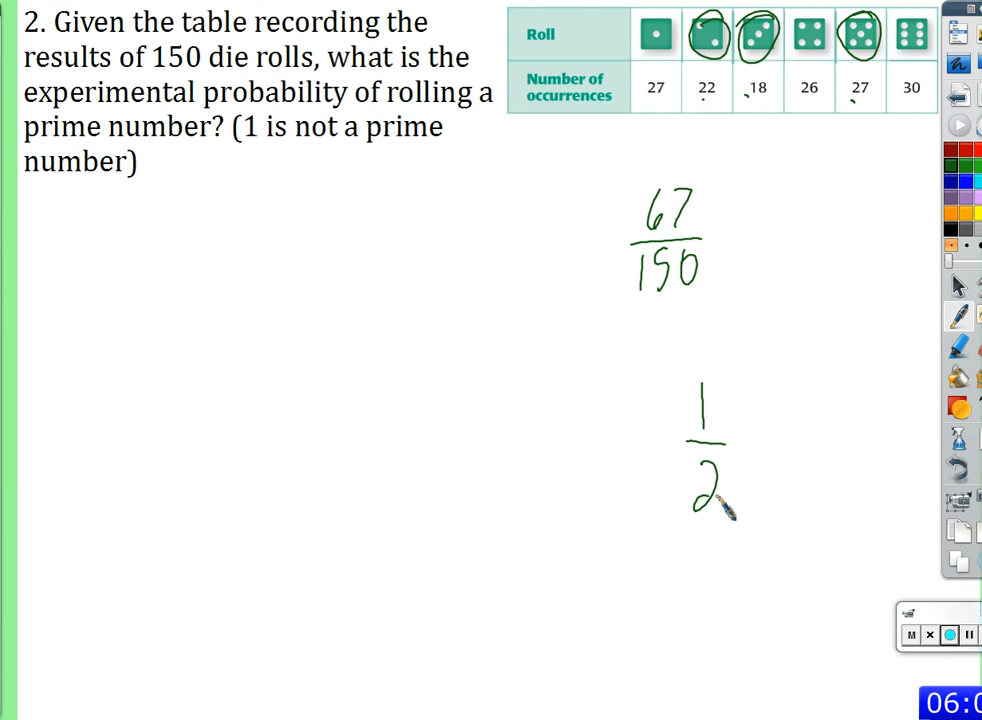 2. Given the table recording the
results of 150 die rolls, what is the
experimental probability of rolling a
prime number? (1 is not a prime
number)
Roll
Number of
occurrences 27 22 18 26 27 30
67
150
1
2
M
06:0